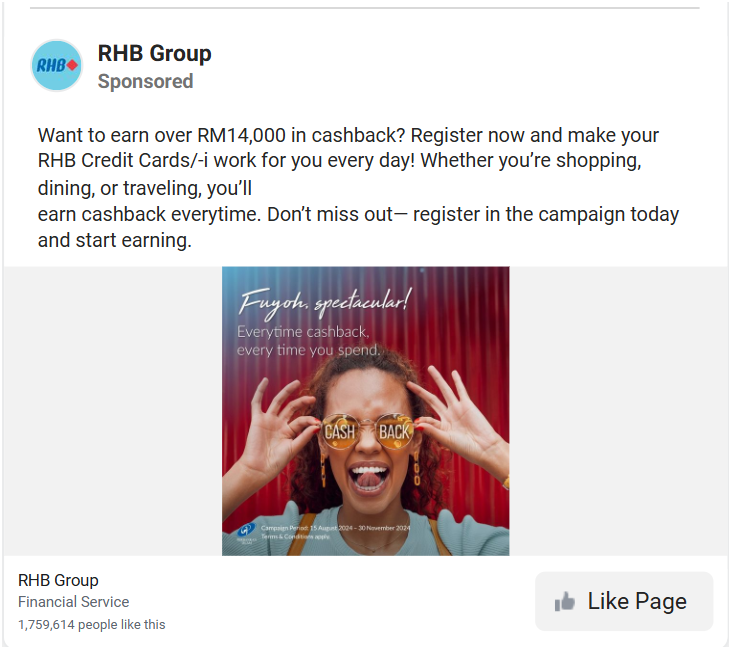 RHB
RHB Group
Sponsored
Want to earn over RM14,000 in cashback? Register now and make your
RHB Credit Cards/-i work for you every day! Whether you’re shopping,
dining, or traveling, you’ll
earn cashback everytime. Don’t miss out— register in the campaign today
and start earning.
Fuyoh, spectacular!
Everytime cashback,
every time you spend.
CASH BACK
Campaign Period: 15 August 2024 – 30 November 2024
Terms & Conditions apply.
RHB Group
Financial Service
1,759,614 people like this
Like Page